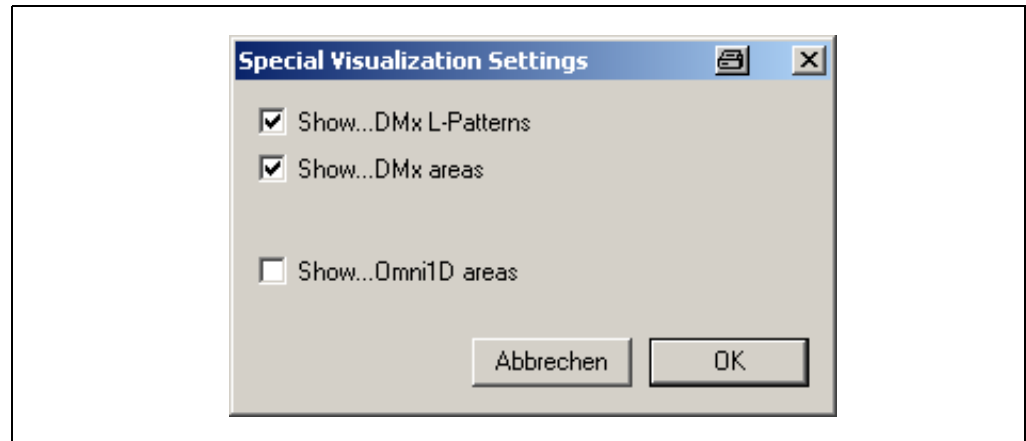 Special Visualization Settings
Show...DMx L-Patterns
Show...DMx areas
Show...Omni1D areas
Abbrechen OK